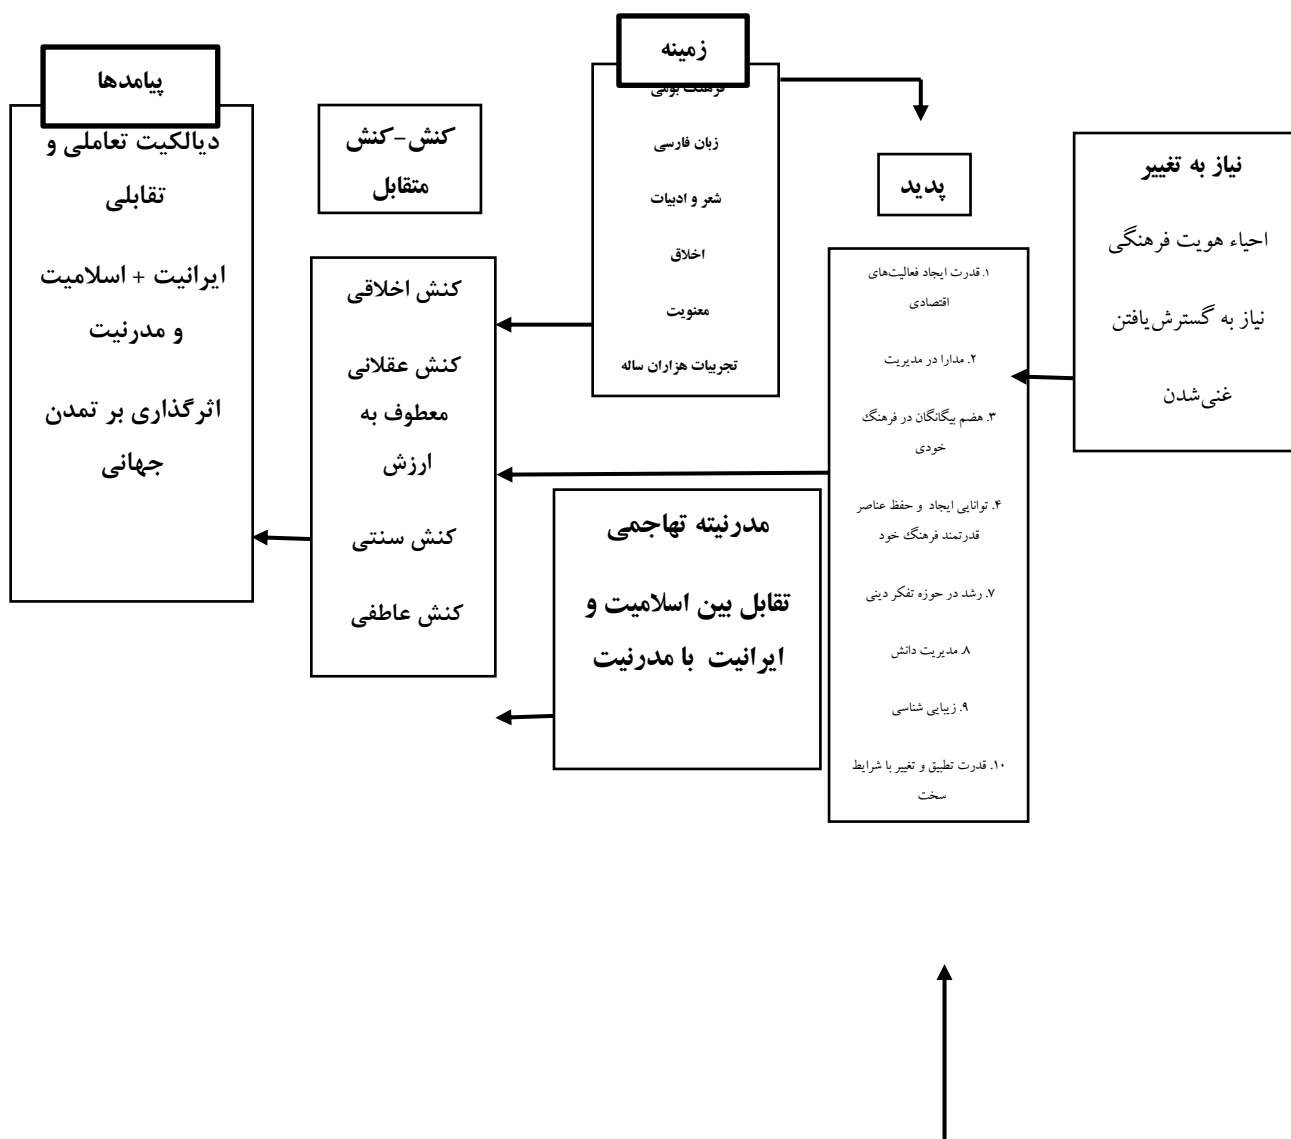 نیاز به تغییر
احیاء هویت فرهنگی
نیاز به گسترش‌یافتن
غنی‌شدن
پدید
۱. قدرت ایجاد فعالیت‌های
اقتصادی
۲. مدارا در مدیریت
۳. هضم بیگانگان در فرهنگ
خودی
۴. توانایی ایجاد و حفظ عناصر
قدرتمند فرهنگ خود
۷. رشد در حوزه تفکر دینی
۸. مدیریت دانش
۹. زیبایی شناسی
۱۰. قدرت تطبیق و تغییر با شرایط
سخت
زمینه
فرهنگ بومی
زبان فارسی
شعر و ادبیات
اخلاق
معنویت
تجربیات هزاران ساله
مدرنیته تهاجمی
تقابل بین اسلامیت و
ایرانیت با مدرنیت
کنش-کنش
متقابل
کنش اخلاقی
کنش عقلانی
معطوف به
ارزش
کنش سنتی
کنش عاطفی
پیامدها
دیالکیت تعاملی و
تقابلی
ایرانیت + اسلامیت
و مدرنیت
اثرگذاری بر تمدن
جهانی